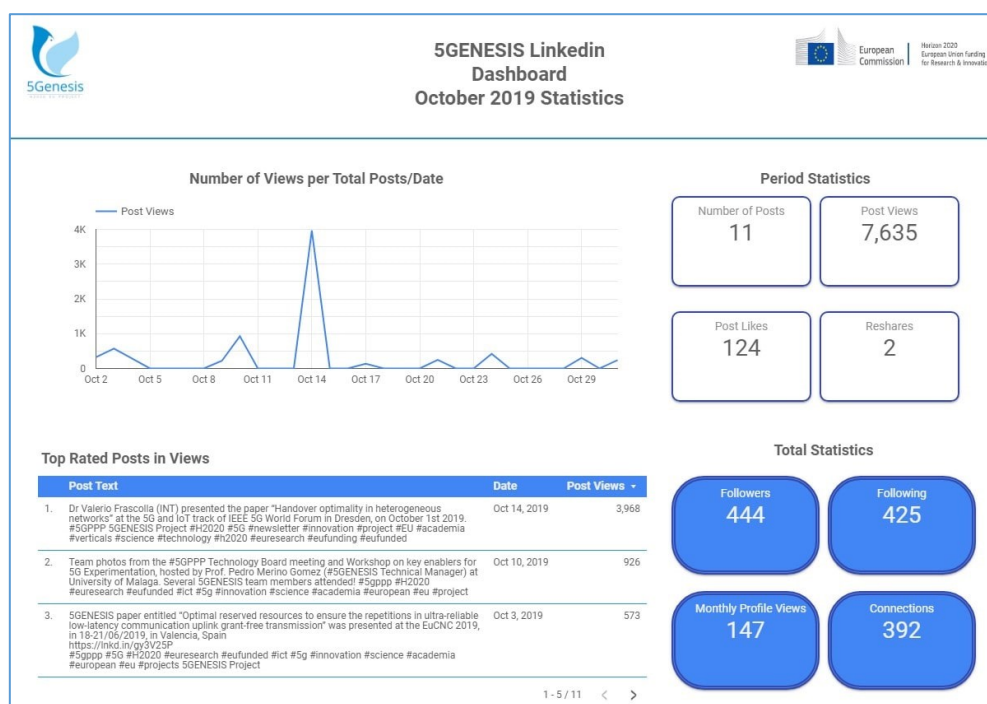 5GENESIS Linkedin
Dashboard
October 2019 Statistics
5Genesis
European
Commission
Horizon 2020
European Union funding
for Research & Innovation
Number of Views per Total Posts/Date
Post Views
4K
3K
2K
1K
0
Oct 2
Oct 5
Oct 8
Oct 11
Oct 14
Oct 17
Oct 20
Oct 23
Oct 26
Oct 29
Period Statistics
Number of Posts
11
Post Views
7,635
Post Likes
124
Reshares
2
Top Rated Posts in Views
Post Text Date Post Views
1. Dr Valerio Frascolla (INT) presented the paper "Handover optimality in heterogeneous Oct 14, 2019 3,968
networks" at the 5G and IoT track of IEEE 5G World Forum in Dresden, on October 1st 2019.
#5GPPP 5GENESIS Project #H2020 #5G #newsletter #innovation #project #EU #academia
#verticals #science #technology #h2020 #euresearch #eufunding #eufunded
2. Team photos from the #5GPPP Technology Board meeting and Workshop on key enablers for Oct 10, 2019 926
5G Experimentation, hosted by Prof. Pedro Merino Gomez (#5GENESIS Technical Manager) at
University of Malaga. Several 5GENESIS team members attended! #5gppp #H2020
#euresearch #eufunded #ict #5g #innovation #science #academia #european #eu #project
3. 5GENESIS paper entitled "Optimal reserved resources to ensure the repetitions in ultra-reliable Oct 3, 2019 573
low-latency communication uplink grant-free transmission" was presented at the EuCNC 2019,
in 18-21/06/2019, in Valencia, Spain
https://lnkd.in/gy3V25P
#5gppp #5G #H2020 #euresearch #eufunded #ict #5g #innovation #science #academia
#european #eu #projects 5GENESIS Project
1 - 5 / 11
Total Statistics
Followers
444
Following
425
Monthly Profile Views
147
Connections
392